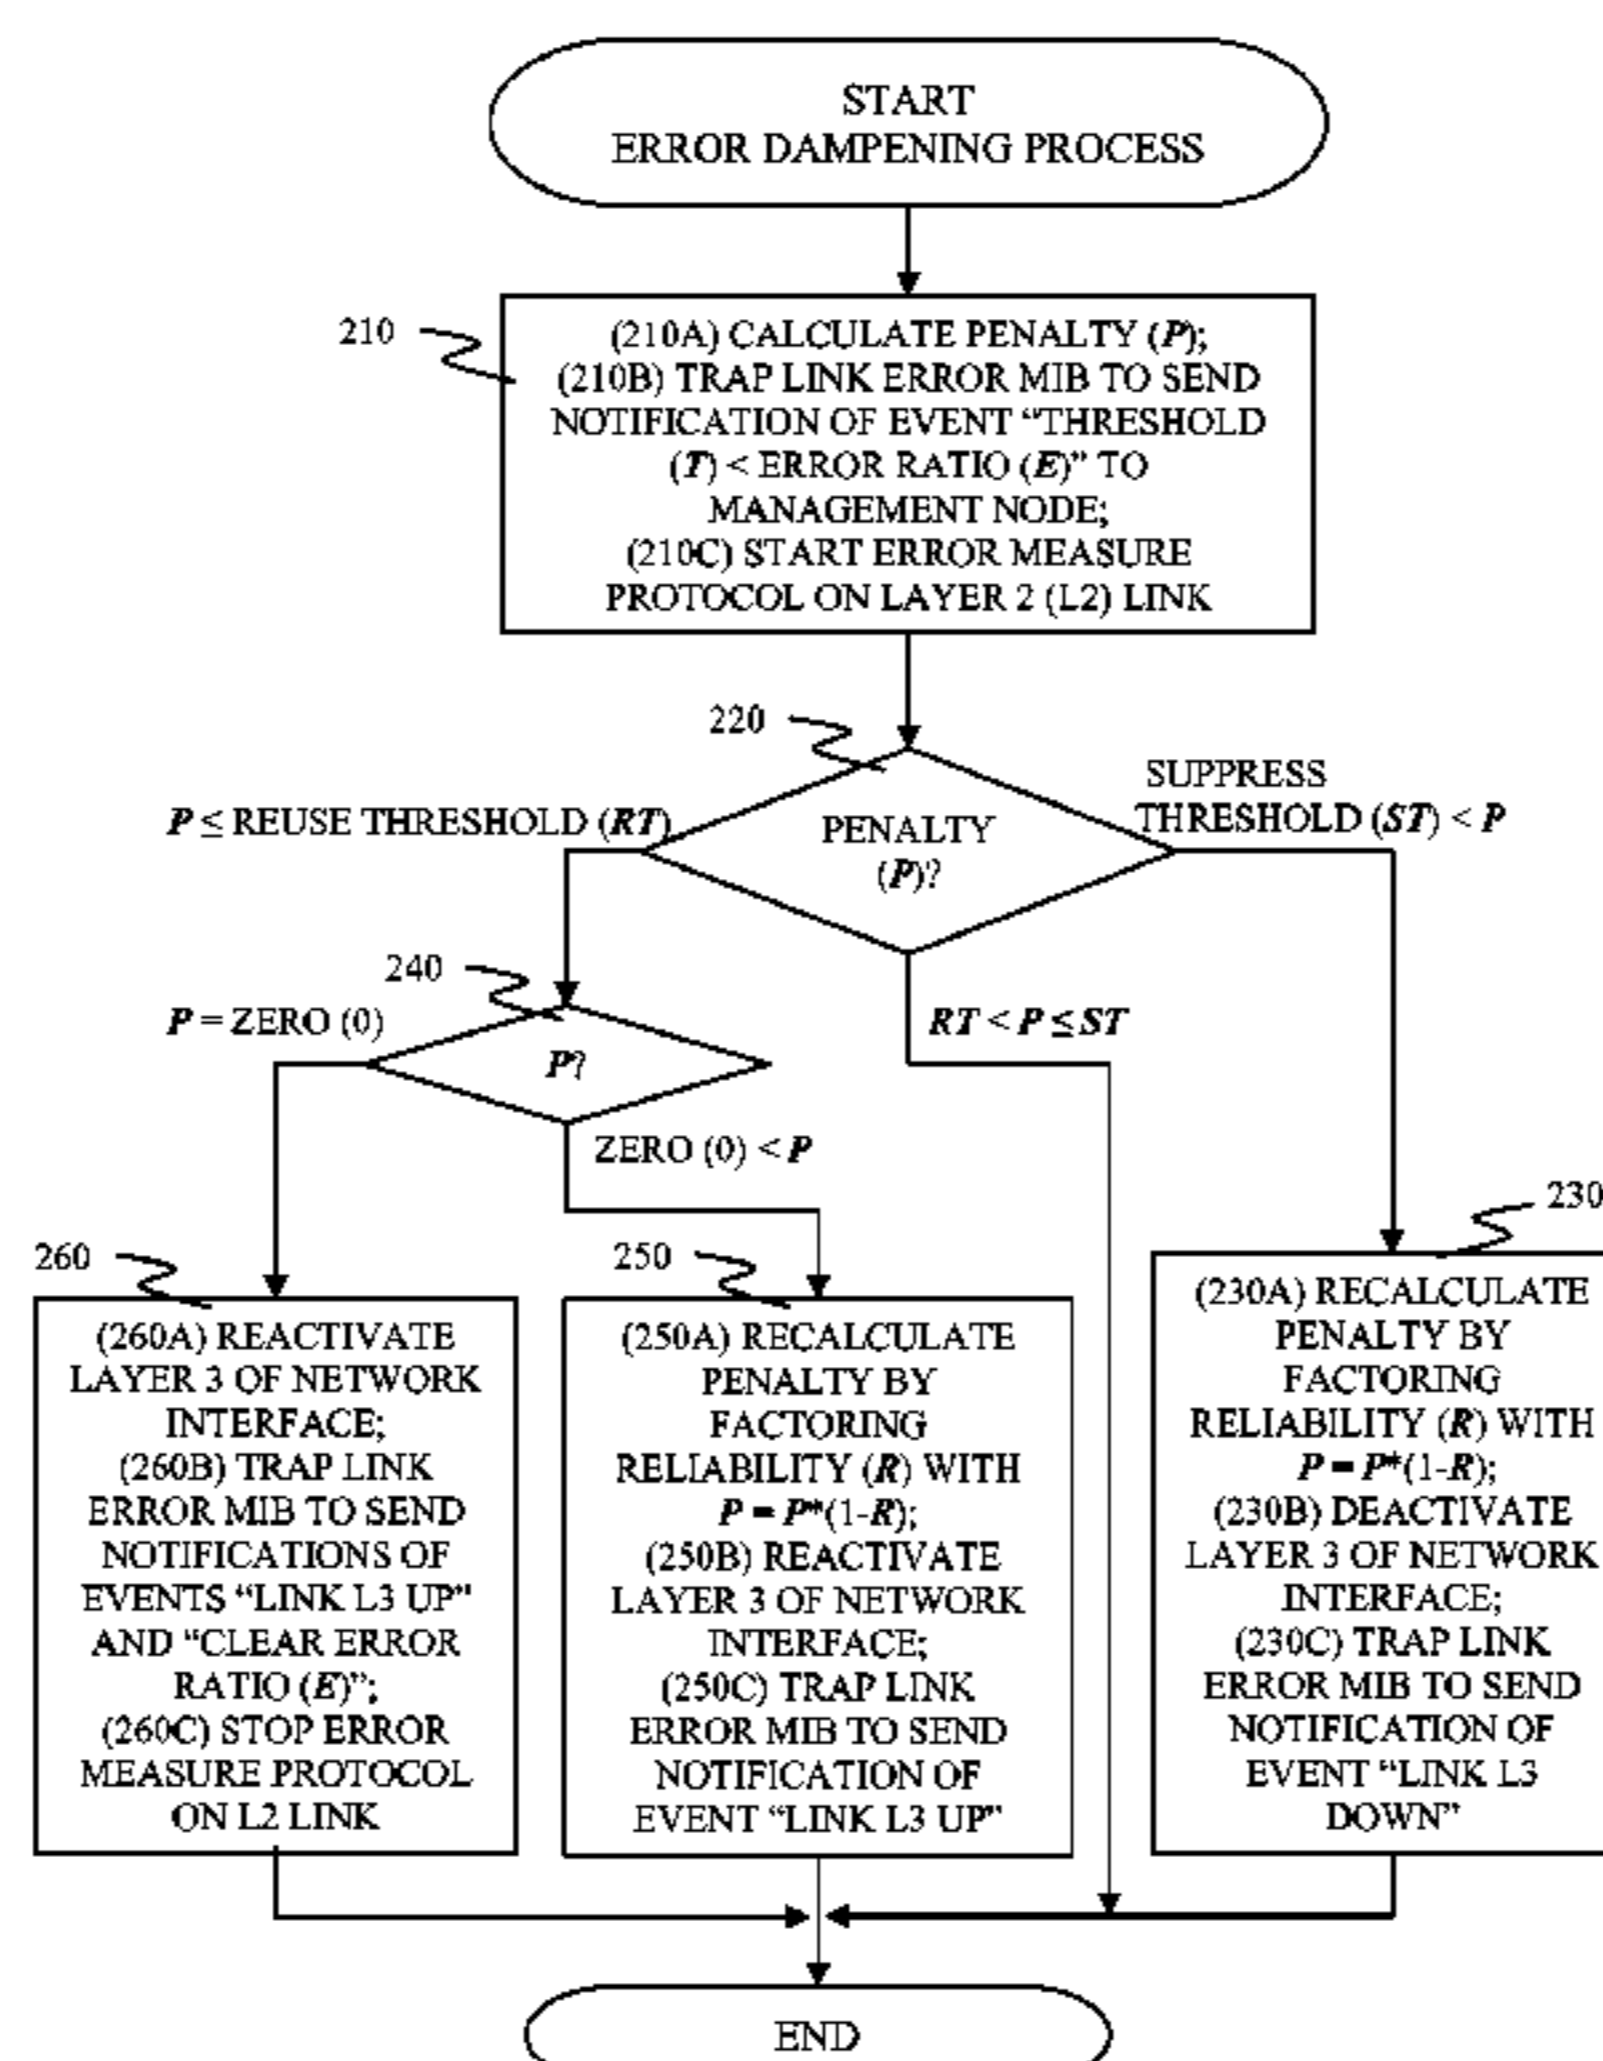 START
ERROR DAMPENING PROCESS
210
(210A) CALCULATE PENALTY (P);
(210B) TRAP LINK ERROR MIB TO SEND
NOTIFICATION OF EVENT “THRESHOLD
(T) < ERROR RATIO (E)” TO
MANAGEMENT NODE;
(210C) START ERROR MEASURE
PROTOCOL ON LAYER 2 (L2) LINK
220
P ≤ REUSE THRESHOLD (RT)
PENALTY
(P)?
SUPPRESS
THRESHOLD (ST) < P
240
P = ZERO (0)
P?
RT < P ≤ ST
ZERO (0) < P
260
(260A) REACTIVATE
LAYER 3 OF NETWORK
INTERFACE;
(260B) TRAP LINK
ERROR MIB TO SEND
NOTIFICATIONS OF
EVENTS “LINK L3 UP”
AND “CLEAR ERROR
RATIO (E)”;
(260C) STOP ERROR
MEASURE PROTOCOL
ON L2 LINK
250
(250A) RECALCULATE
PENALTY BY
FACTORING
RELIABILITY (R) WITH
P = P*(1-R);
(250B) REACTIVATE
LAYER 3 OF NETWORK
INTERFACE;
(250C) TRAP LINK
ERROR MIB TO SEND
NOTIFICATION OF
EVENT “LINK L3 UP”
230
(230A) RECALCULATE
PENALTY BY
FACTORING
RELIABILITY (R) WITH
P = P*(1-R);
(230B) DEACTIVATE
LAYER 3 OF NETWORK
INTERFACE;
(230C) TRAP LINK
ERROR MIB TO SEND
NOTIFICATION OF
EVENT “LINK L3
DOWN”
END